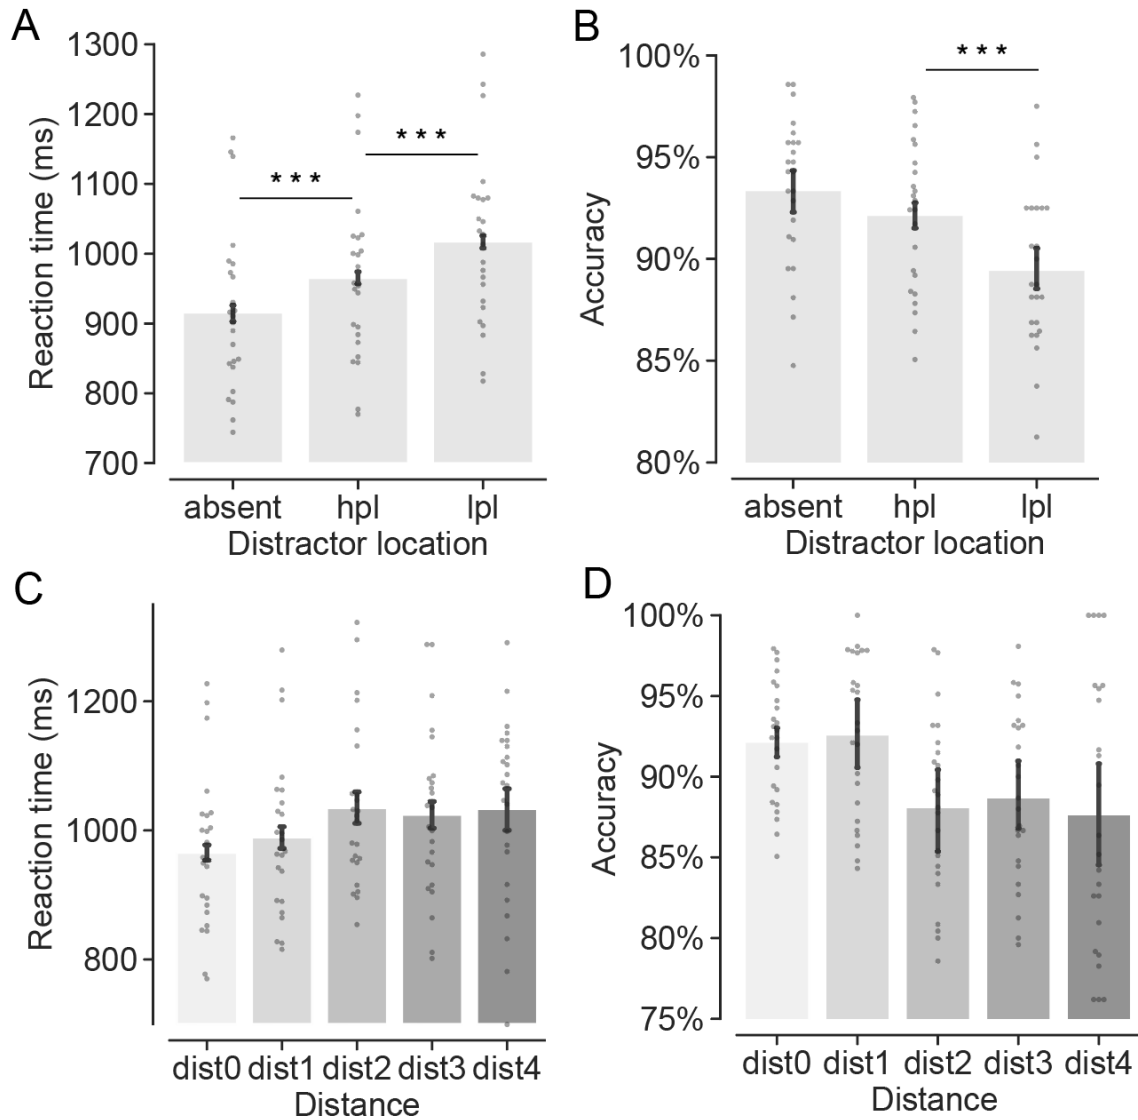 A
Reaction time (ms)
1300
1200
1100
1000
900
800
700
***
***
absent hpl lpl
Distractor location
B
Accuracy
100%
95%
90%
85%
80%
***
absent hpl lpl
Distractor location
C
Reaction time (ms)
1200
1000
800
dist0 dist1 dist2 dist3 dist4
Distance
D
Accuracy
100%
95%
90%
85%
80%
75%
dist0 dist1 dist2 dist3 dist4
Distance